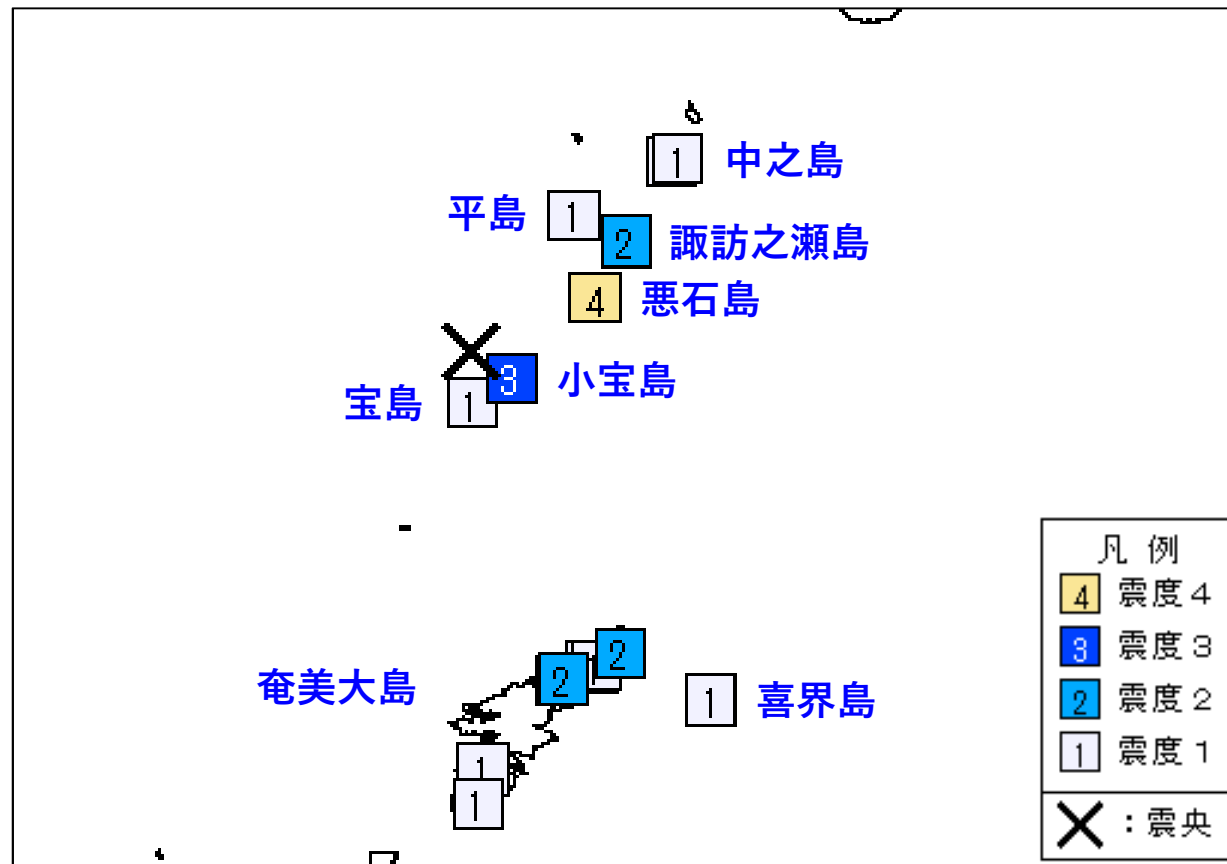 1 中之島
平島 1
2 諏訪之瀬島
4 悪石島
3 小宝島
宝島 1
凡例
4 震度4
3 震度3
2 震度2
1 震度1
:震央
2
奄美大島 2
1 喜界島
1
1